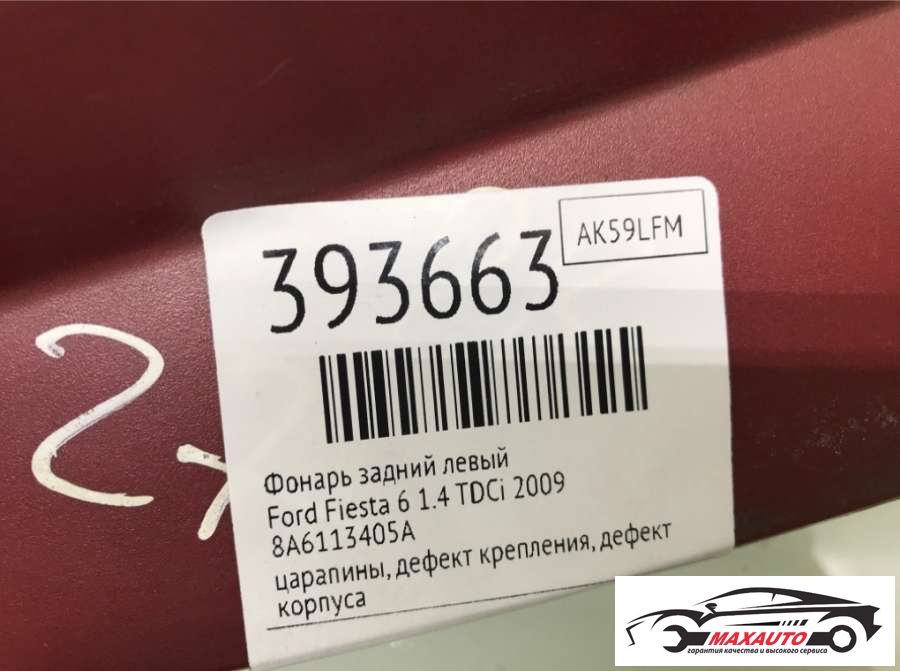 393663
AK59LFM
Фонарь задний левый
Ford Fiesta 6 1.4 TDCi 2009
8A6113405A
царапины, дефект крепления, дефект
корпуса
MAXAUTO
гарантия качества и высокого сервиса